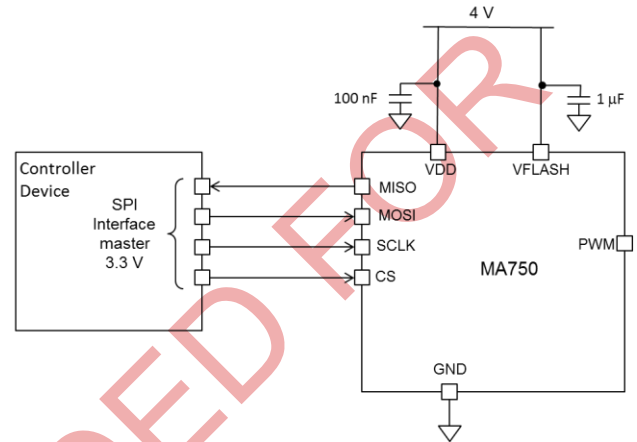 4 V
100 nF
1 µF
VDD
VFLASH
Controller
Device
SPI
Interface
master
3.3 V
MISO
MOSI
SCLK
CS
PWM
MA750
GND
DED FOR